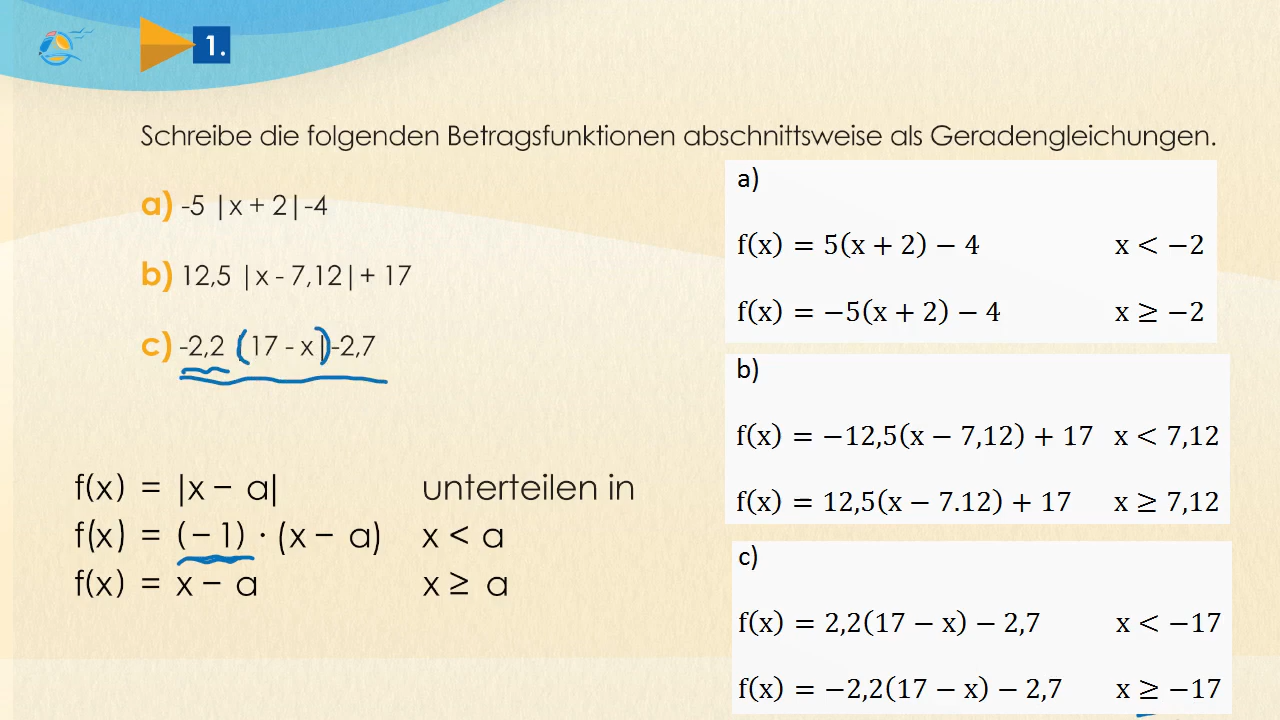 1.
Schreibe die folgenden Betragsfunktionen abschnittsweise als Geradengleichungen.
a) -5 |x + 2| -4
b) 12,5 |x - 7,12| + 17
c) -2,2 (17 - x|) -2,7
f(x) = |x − a| unterteilen in
f(x) = (−1) · (x − a) x < a
f(x) = x − a x ≥ a
a)
f(x) = 5(x + 2) − 4 x < −2
f(x) = −5(x + 2) − 4 x ≥ −2
b)
f(x) = −12,5(x − 7,12) + 17 x < 7,12
f(x) = 12,5(x − 7.12) + 17 x ≥ 7,12
c)
f(x) = 2,2(17 − x) − 2,7 x < −17
f(x) = −2,2(17 − x) − 2,7 x ≥ −17